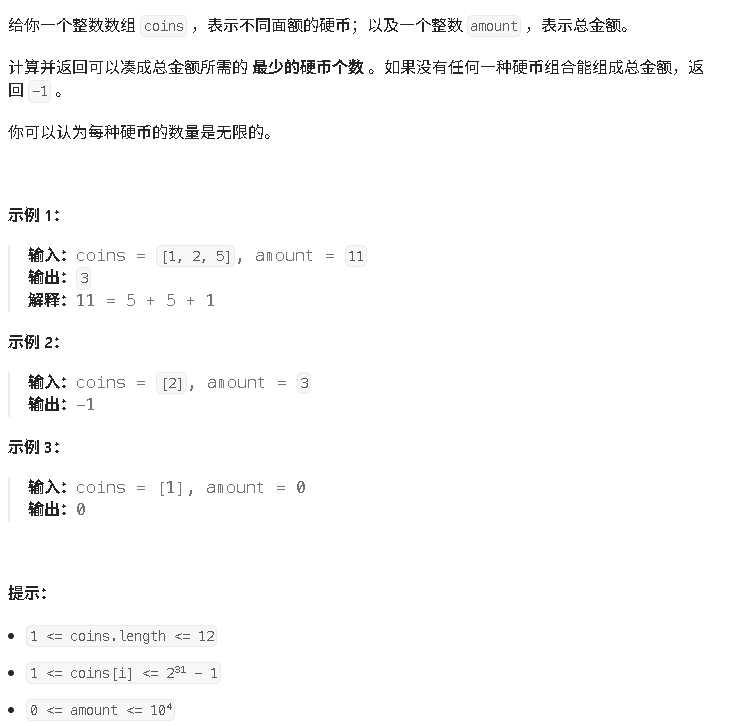 给你一个整数数组 coins ，表示不同面额的硬币；以及一个整数 amount ，表示总金额。
计算并返回可以凑成总金额所需的 最少的硬币个数 。如果没有任何一种硬币组合能组成总金额，返
回 -1 。
你可以认为每种硬币的数量是无限的。
示例 1：
输入：coins = [1, 2, 5], amount = 11
输出：3
解释：11 = 5 + 5 + 1
示例 2：
输入：coins = [2], amount = 3
输出：-1
示例 3：
输入：coins = [1], amount = 0
输出：0
提示：
• 1 <= coins.length <= 12
• 1 <= coins[i] <= 2³¹ - 1
• 0 <= amount <= 10⁴